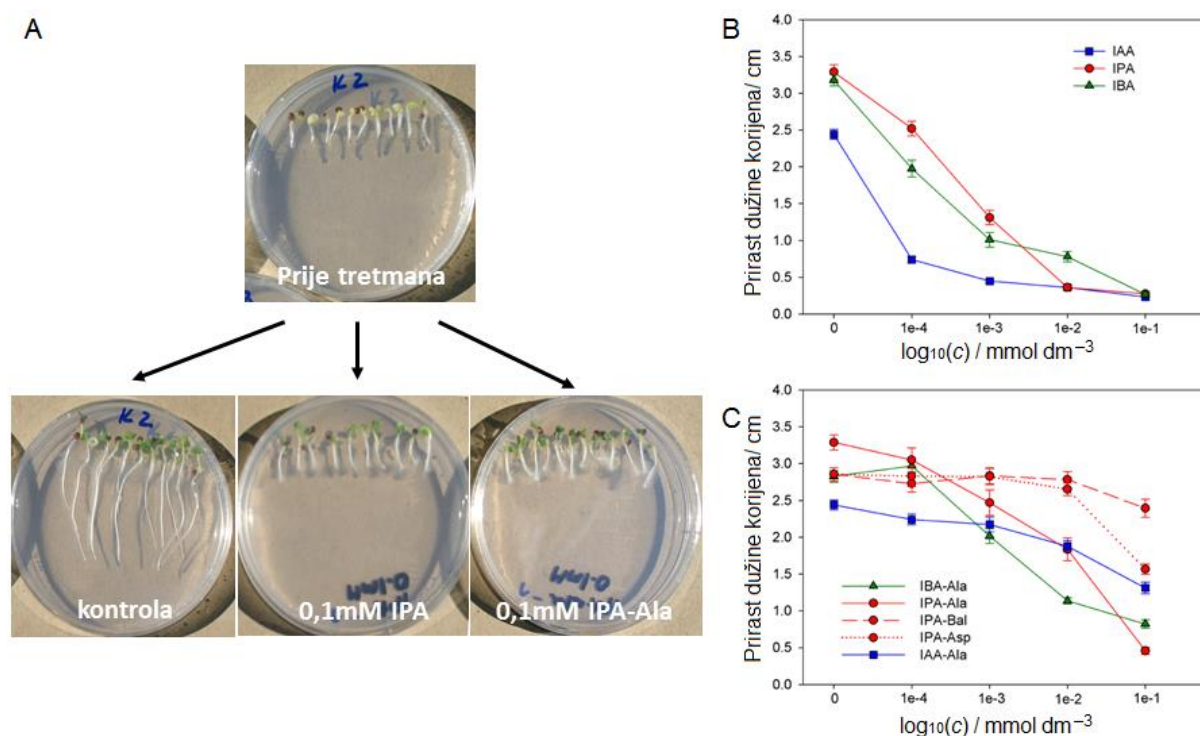 A
K2
K2
Prije tretmana
K2
kontrola
0,1mM IPA
0.1mM
0,1mM IPA-Ala
0.1mM
B
IAA
IPA
IBA
Prirast dužine korijena/ cm
4.0
3.5
3.0
2.5
2.0
1.5
1.0
0.5
0.0
0
1e-4
1e-3
1e-2
1e-1
log₁₀(c) / mmol dm⁻³
C
Prirast dužine korijena/ cm
4.0
3.5
3.0
2.5
2.0
1.5
1.0
0.5
0.0
IBA-Ala
IPA-Ala
IPA-Bal
IPA-Asp
IAA-Ala
0
1e-4
1e-3
1e-2
1e-1
log₁₀(c) / mmol dm⁻³